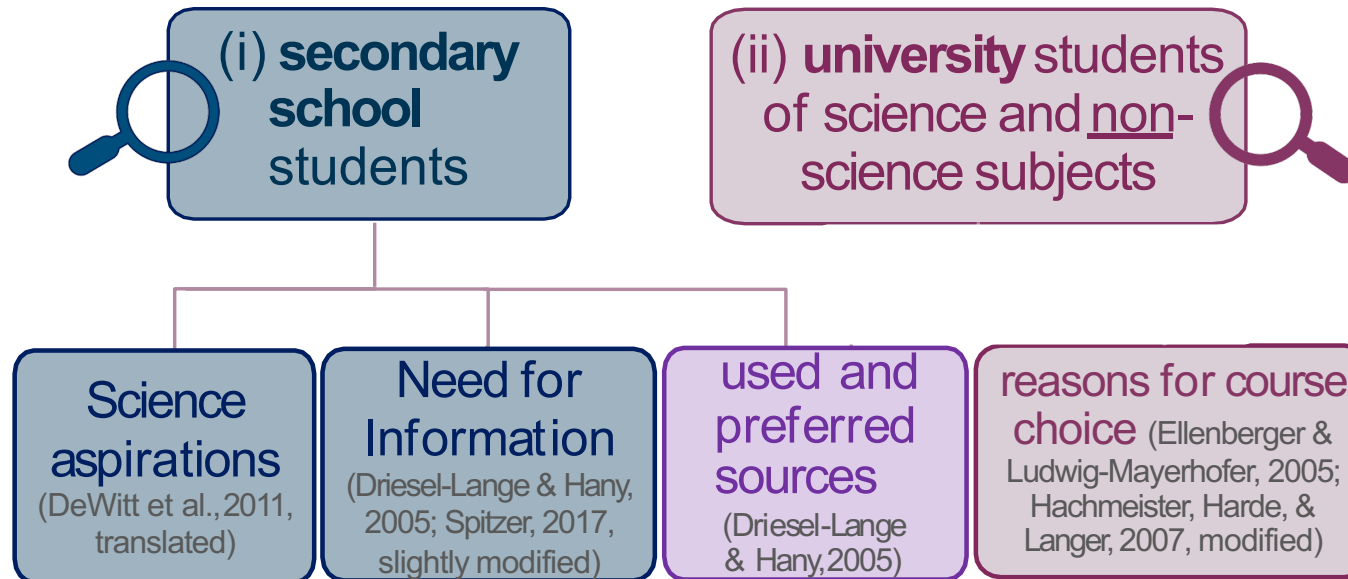 (i) secondary
school
students
(ii) university students
of science and non-
science subjects
Science
aspirations
(DeWitt et al., 2011,
translated)
Need for
Information
(Driesel-Lange & Hany,
2005; Spitzer, 2017,
slightly modified)
used and
preferred
sources
(Driesel-Lange
& Hany, 2005)
reasons for course
choice (Ellenberger &
Ludwig-Mayerhofer, 2005;
Hachmeister, Harde, &
Langer, 2007, modified)